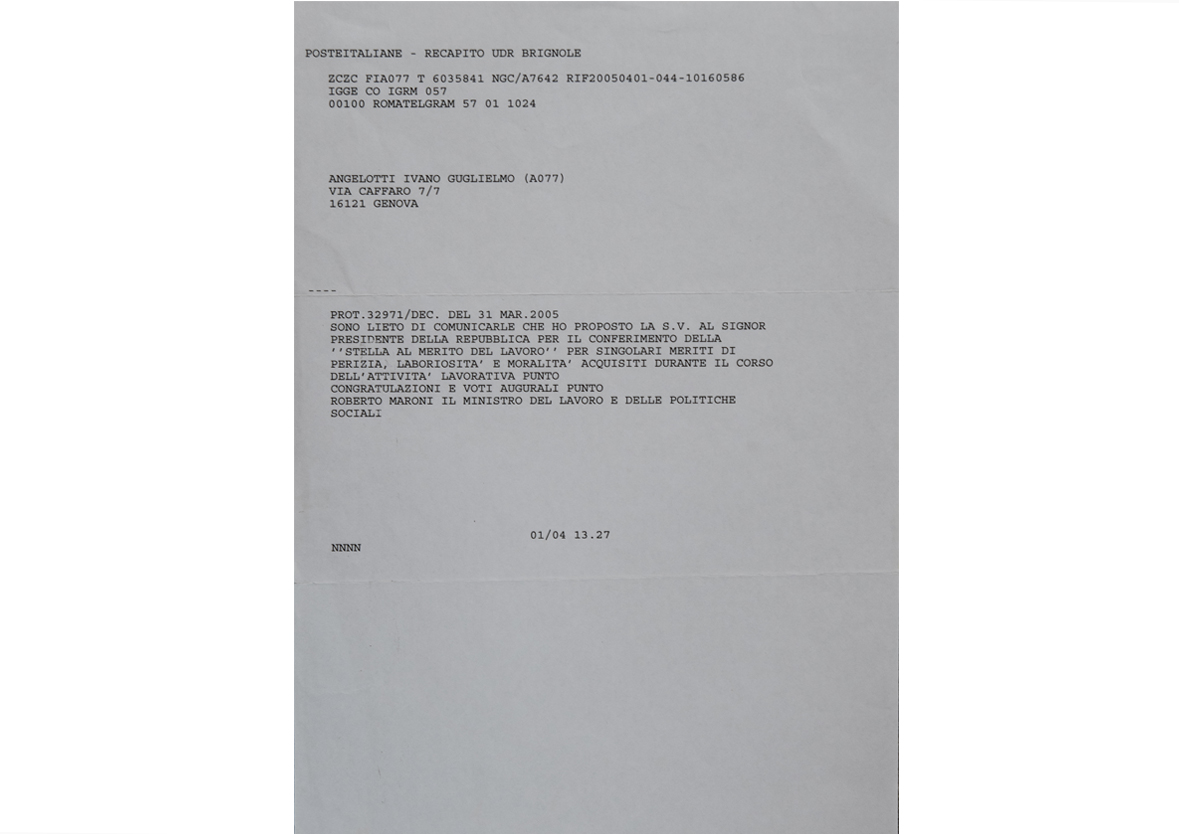 POSTEITALIANE - RECAPITO UDR BRIGNOLE
ZCZC FIA077 T 6035841 NGC/A7642 RIF20050401-044-10160586
IGGE CO IGRM 057
00100 ROMATELGRAM 57 01 1024
ANGELOTTI IVANO GUGLIELMO (A077)
VIA CAFFARO 7/7
16121 GENOVA
----
PROT.32971/DEC. DEL 31 MAR.2005
SONO LIETO DI COMUNICARLE CHE HO PROPOSTO LA S.V. AL SIGNOR
PRESIDENTE DELLA REPUBBLICA PER IL CONFERIMENTO DELLA
''STELLA AL MERITO DEL LAVORO'' PER SINGOLARI MERITI DI
PERIZIA, LABORIOSITA' E MORALITA' ACQUISITI DURANTE IL CORSO
DELL'ATTIVITA' LAVORATIVA PUNTO
CONGRATULAZIONI E VOTI AUGURALI PUNTO
ROBERTO MARONI IL MINISTRO DEL LAVORO E DELLE POLITICHE
SOCIALI
01/04 13.27
NNNN